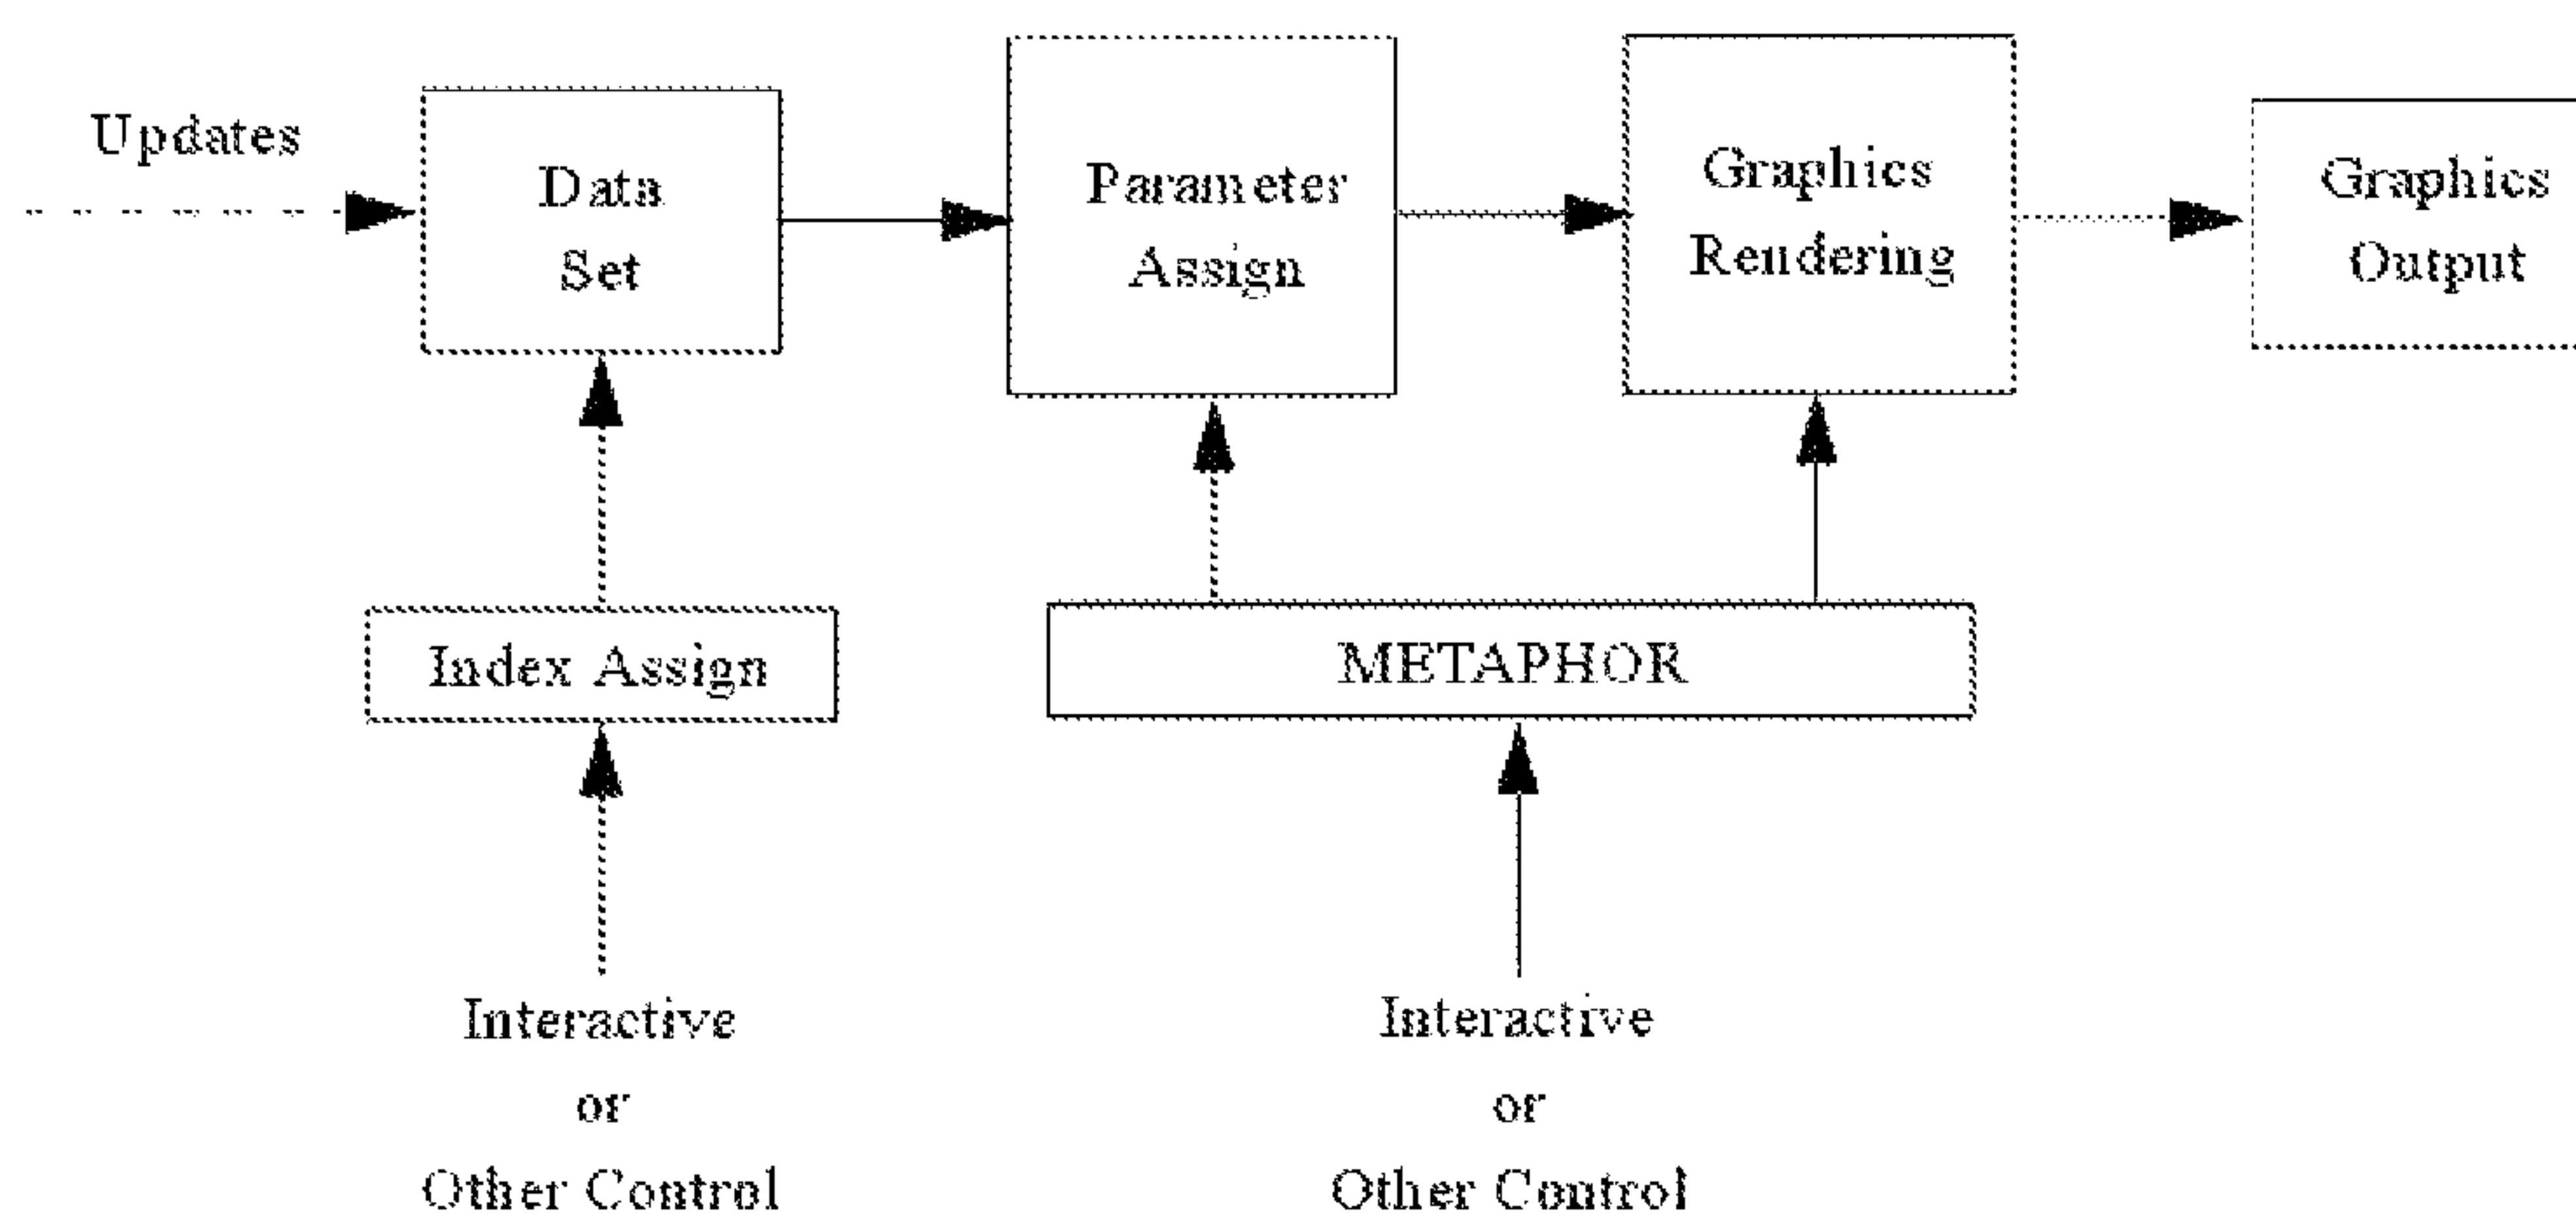 Updates
Data
Set
Parameter
Assign
Graphics
Rendering
Graphics
Output
Index Assign
METAPHOR
Interactive
or
Other Control
Interactive
or
Other Control